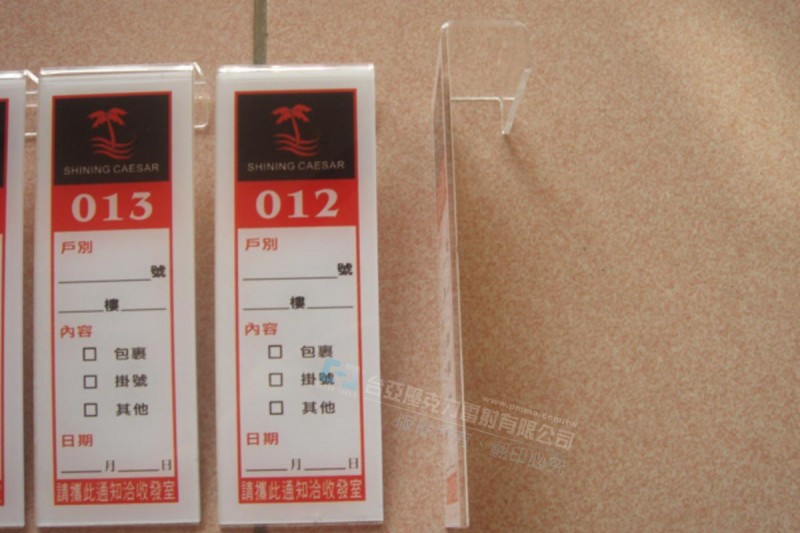 SHINING CAESAR
013
戶別
號
樓
內容
□ 包裹
□ 掛號
□ 其他
日期
月 日
請攜此通知洽收發室
SHINING CAESAR
012
戶別
號
樓
內容
□ 包裹
□ 掛號
□ 其他
日期
月 日
請攜此通知洽收發室
台亞壓克力雷射有限公司